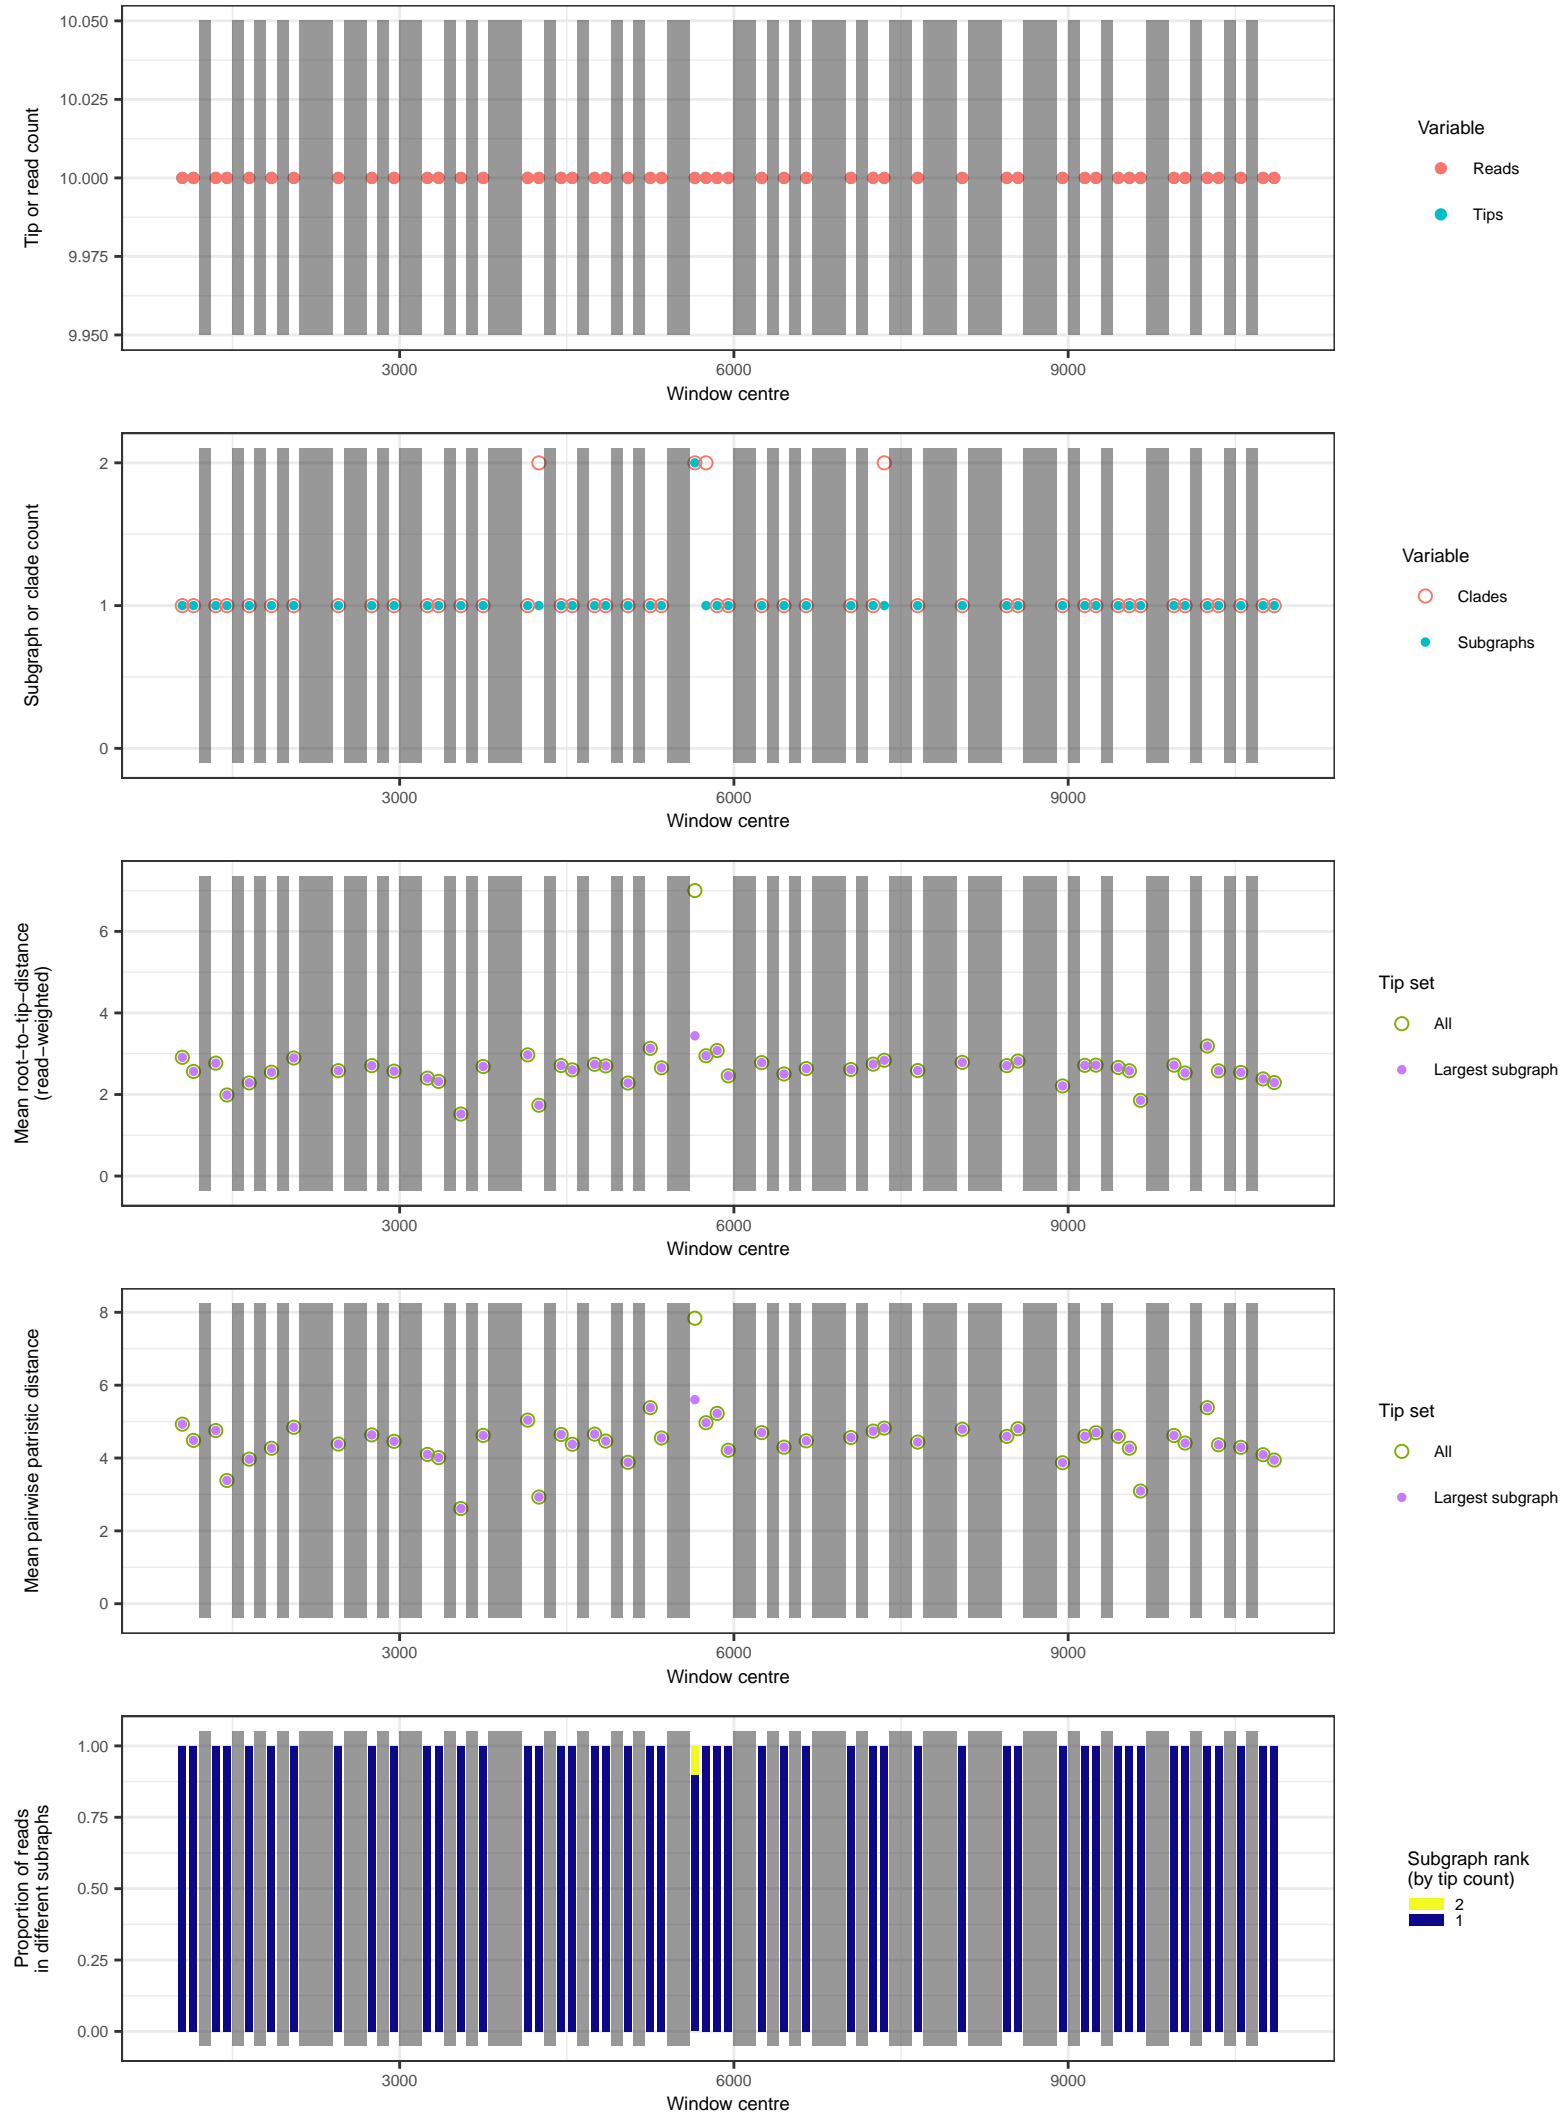 10.050
10.025
10.000
9.975
9.950
Tip or read count
3000
6000
9000
Window centre
Variable
Reads
Tips
2
1
0
Subgraph or clade count
3000
6000
9000
Window centre
Variable
Clades
Subgraphs
6
4
2
0
Mean root−to−tip−distance
(read−weighted)
3000
6000
9000
Window centre
Tip set
All
Largest subgraph
8
6
4
2
0
Mean pairwise patristic distance
3000
6000
9000
Window centre
Tip set
All
Largest subgraph
1.00
0.75
0.50
0.25
0.00
Proportion of reads
in different subraphs
3000
6000
9000
Window centre
Subgraph rank
(by tip count)
2
1